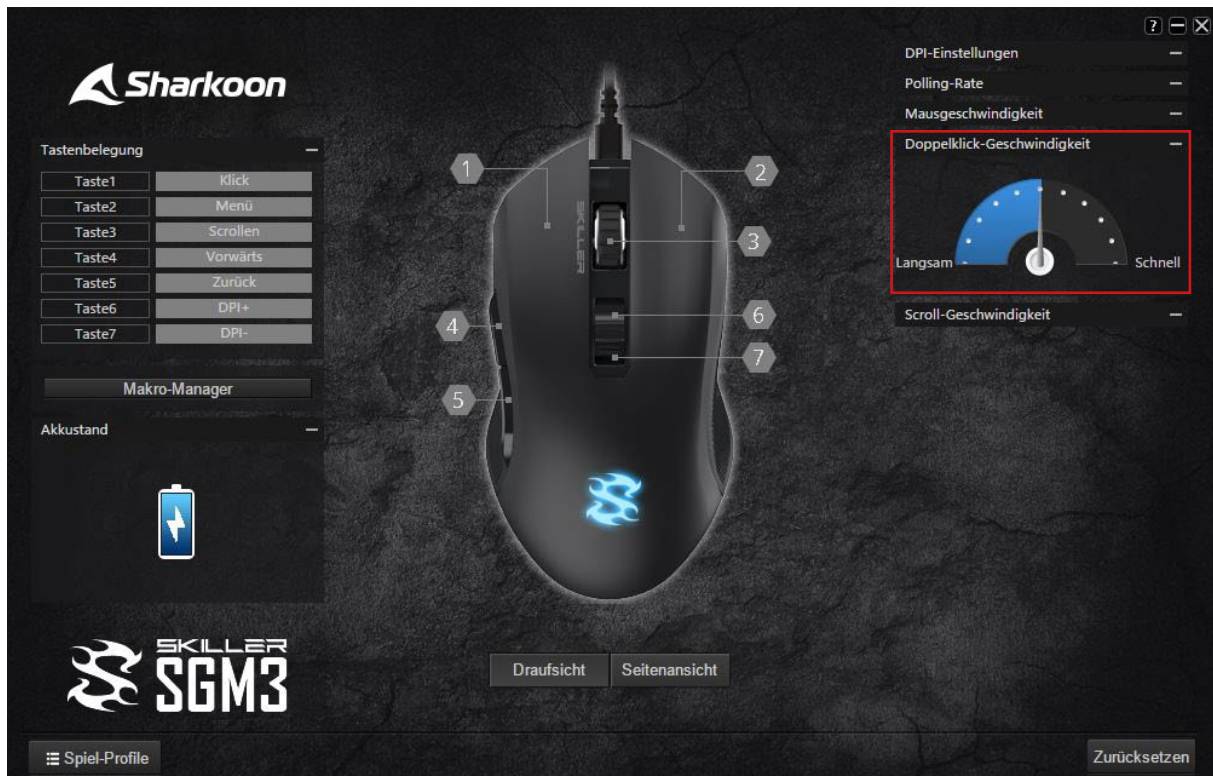 ?
Sharkoon
Tastenbelegung
Taste1 Klick
Taste2 Menü
Taste3 Scrollen
Taste4 Vorwärts
Taste5 Zurück
Taste6 DPI+
Taste7 DPI-
Makro-Manager
Akkustand
SKILLER
SGM3
1
2
3
4
5
6
7
SKILLER
Draufsicht
Seitenansicht
DPI-Einstellungen
Polling-Rate
Mausgeschwindigkeit
Doppelklick-Geschwindigkeit
Langsam
Schnell
Scroll-Geschwindigkeit
Spiel-Profile
Zurücksetzen